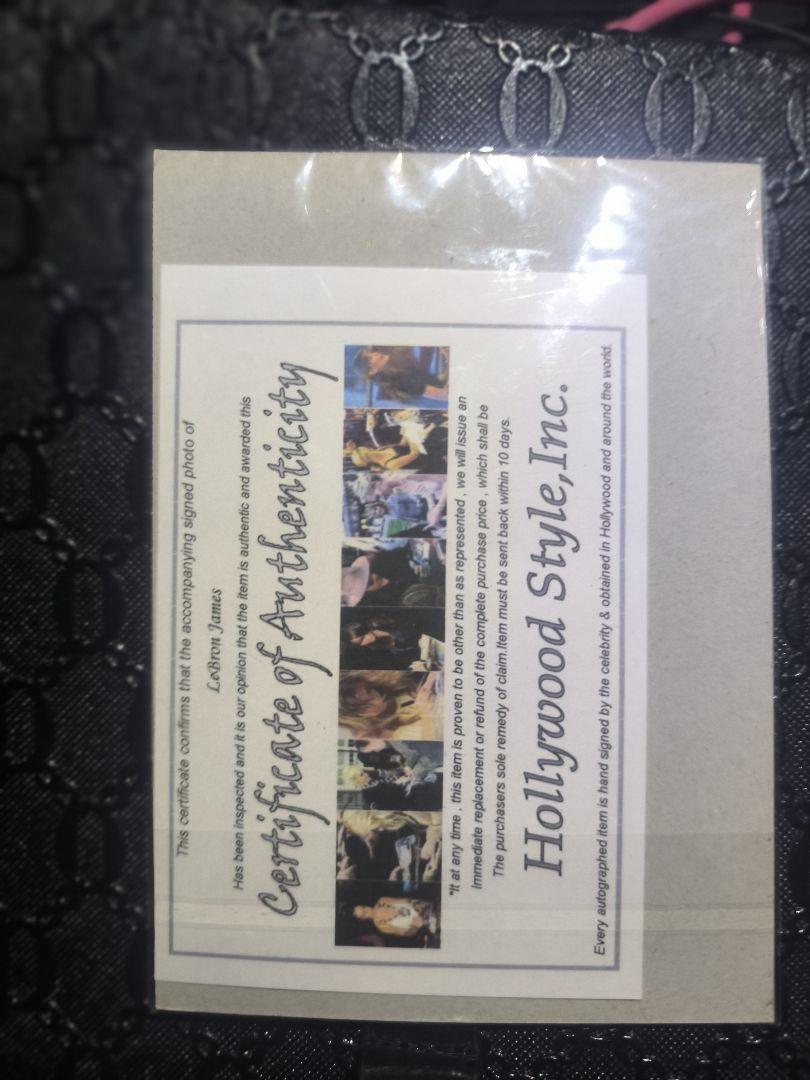 This certificate confirms that the accompanying signed photo of
LeBron James
Has been inspected and it is our opinion that the item is authentic and awarded this
Certificate of Authenticity
"It at any time , this item is proven to be other than as represented , we will issue an
Immediate replacement or refund of the complete purchase price , which shall be
The purchasers sole remedy of claim.Item must be sent back within 10 days.
Hollywood Style,Inc.
Every autographed item is hand signed by the celebrity & obtained in Hollywood and around the world.